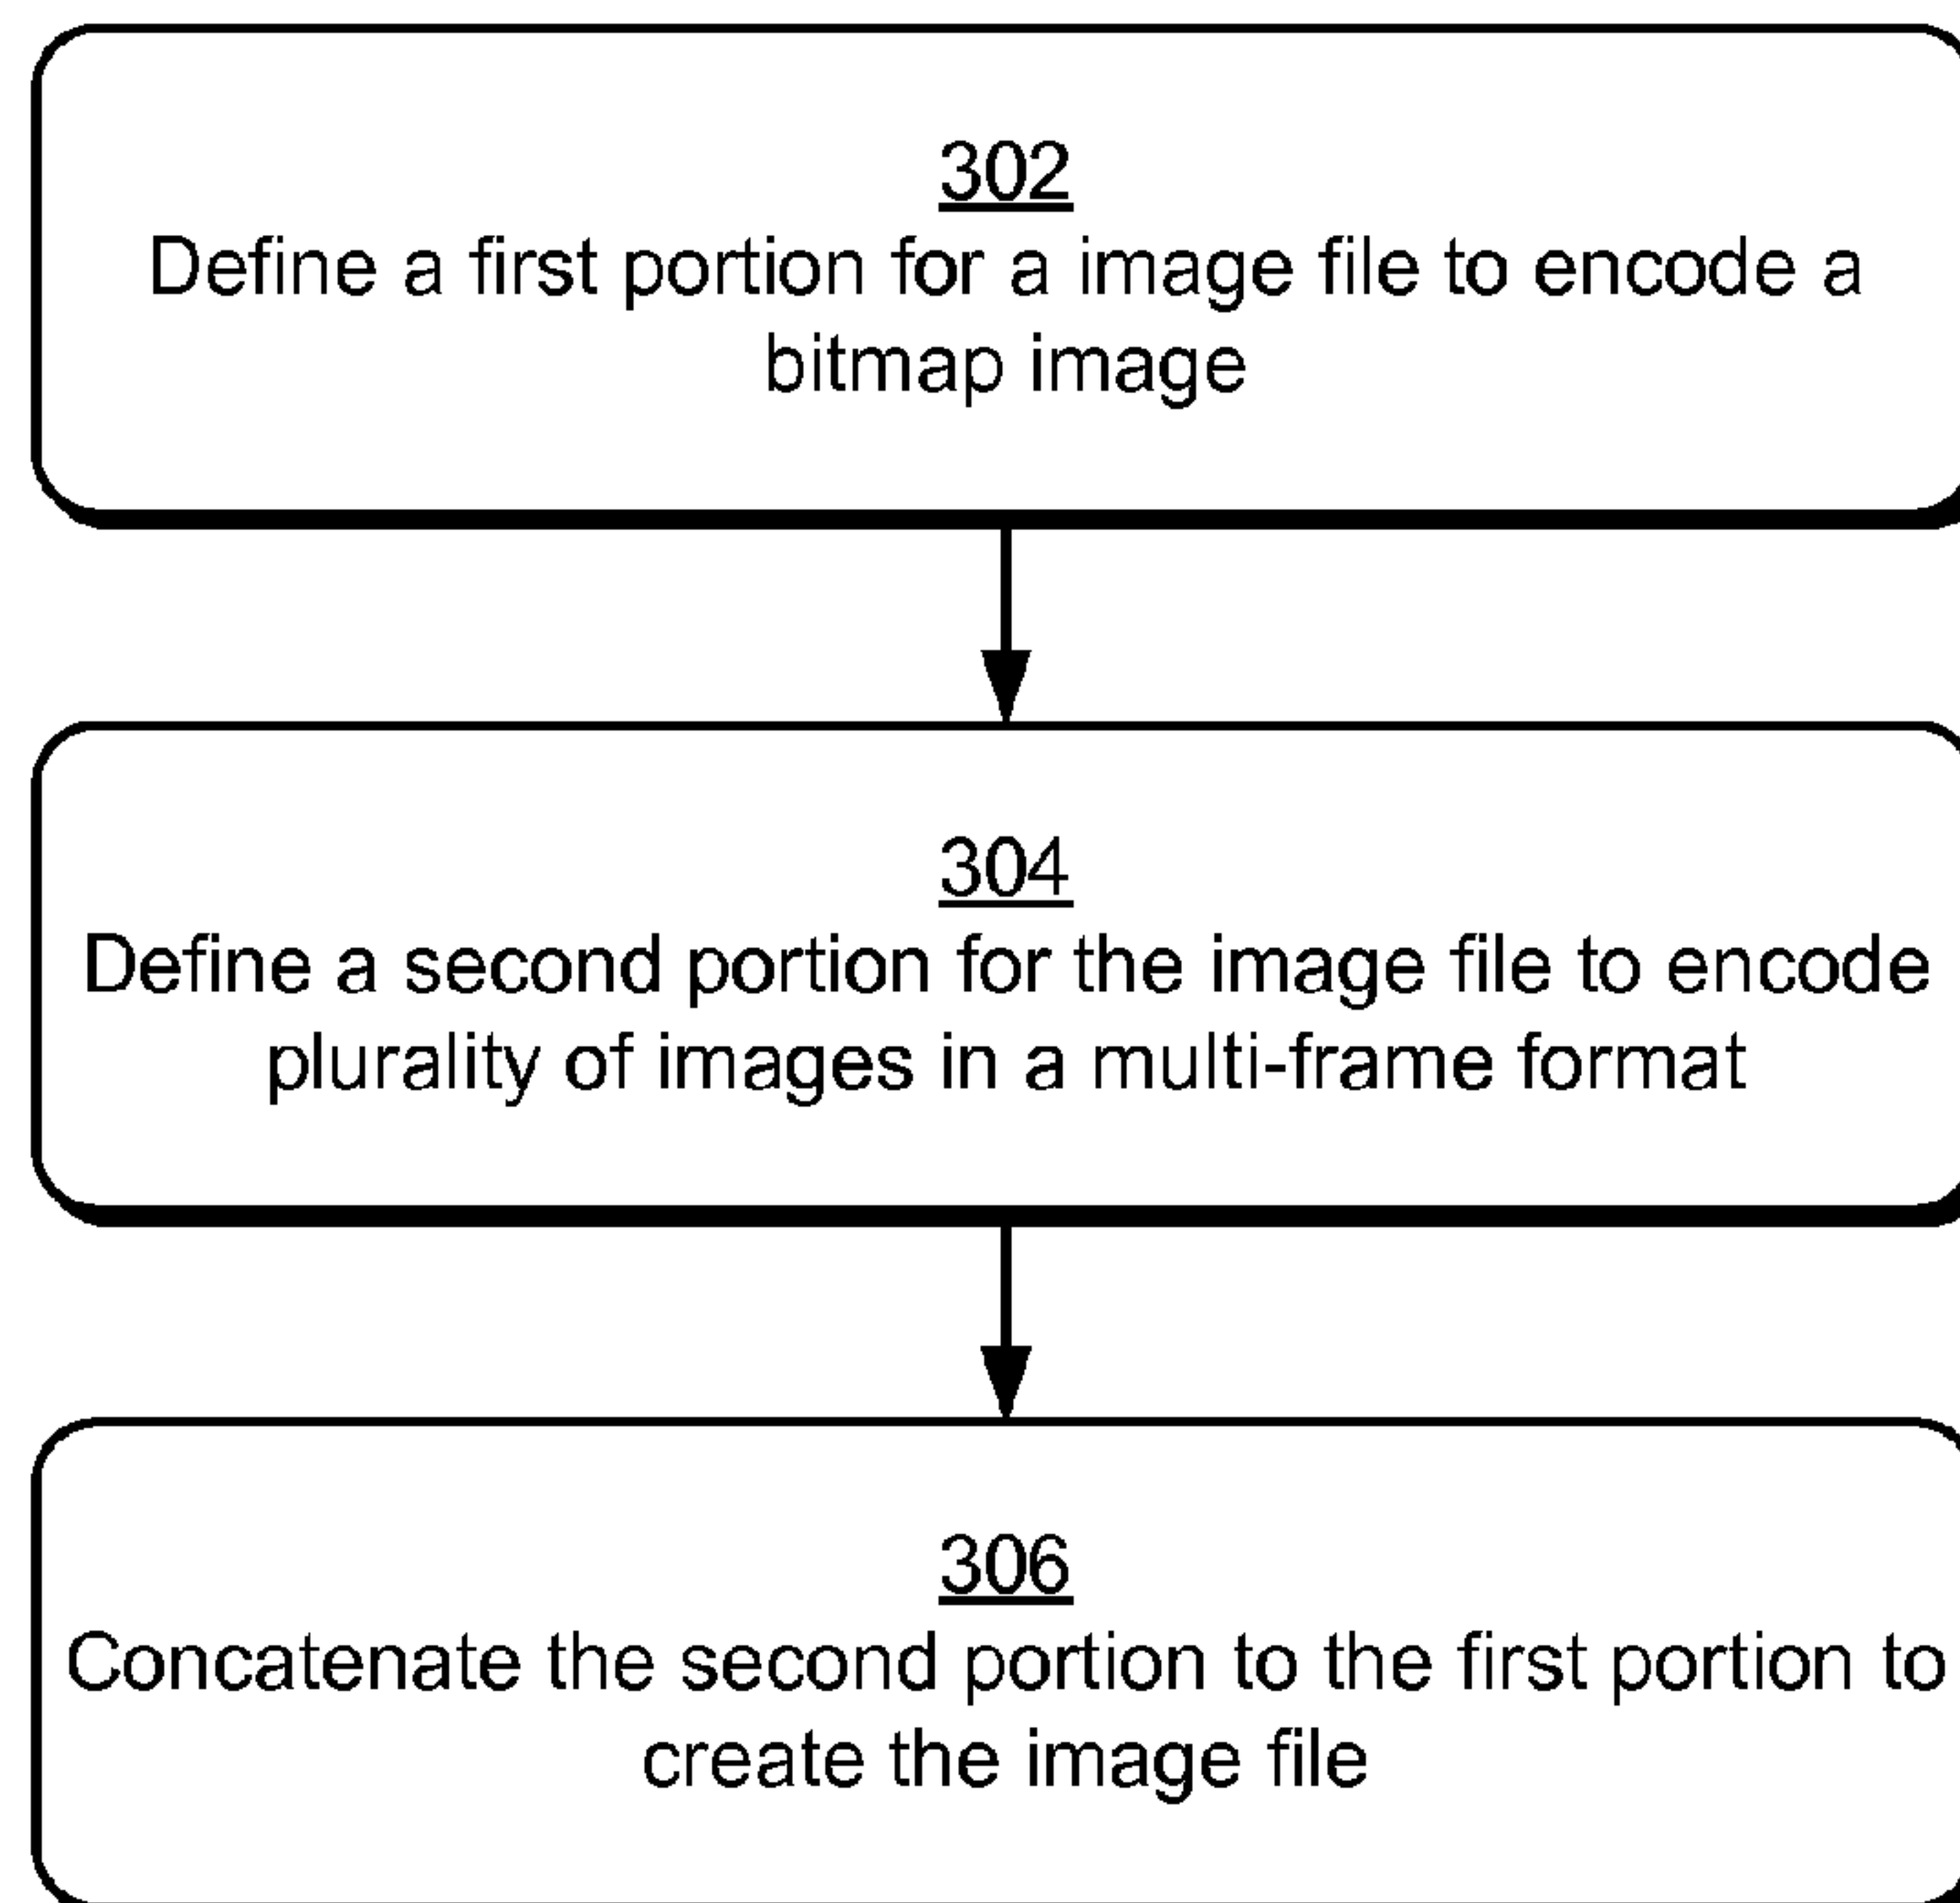 302
Define a first portion for a image file to encode a
bitmap image
304
Define a second portion for the image file to encode
plurality of images in a multi-frame format
306
Concatenate the second portion to the first portion to
create the image file